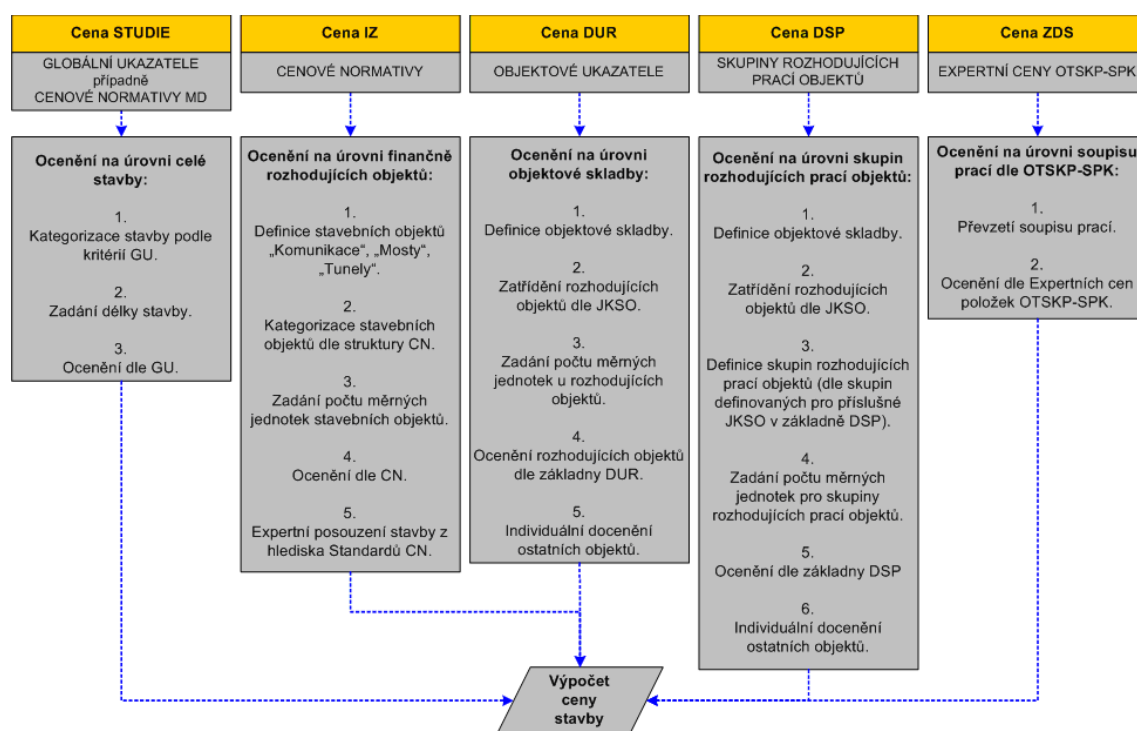 Cena STUDIE
GLOBÁLNÍ UKAZATELE
případně
CENOVÉ NORMATIVY MD
Ocenění na úrovni celé
stavby:
1.
Kategorizace stavby podle
kritérií GU.
2.
Zadání délky stavby.
3.
Ocenění dle GU.
Cena IZ
CENOVÉ NORMATIVY
Ocenění na úrovni finančně
rozhodujících objektů:
1.
Definice stavebních objektů
„Komunikace“, „Mosty“,
„Tunely“.
2.
Kategorizace stavebních
objektů dle struktury CN.
3.
Zadání počtu měrných
jednotek stavebních objektů.
4.
Ocenění dle CN.
5.
Expertní posouzení stavby z
hlediska Standardů CN.
Cena DUR
OBJEKTOVÉ UKAZATELE
Ocenění na úrovni
objektové skladby:
1.
Definice objektové skladby.
2.
Zatřídění rozhodujících
objektů dle JKSO.
3.
Zadání počtu měrných
jednotek u rozhodujících
objektů.
4.
Ocenění rozhodujících objektů
dle základny DUR.
5.
Individuální docenění
ostatních objektů.
Cena DSP
SKUPINY ROZHODUJÍCÍCH
PRACÍ OBJEKTŮ
Ocenění na úrovni skupin
rozhodujících prací objektů:
1.
Definice objektové skladby.
2.
Zatřídění rozhodujících
objektů dle JKSO.
3.
Definice skupin rozhodujících
prací objektů (dle skupin
definovaných pro příslušné
JKSO v základně DSP).
4.
Zadání počtu měrných
jednotek pro skupiny
rozhodujících prací objektů.
5.
Ocenění dle základny DSP
6.
Individuální docenění
ostatních objektů.
Cena ZDS
EXPERTNÍ CENY OTSKP-SPK
Ocenění na úrovni soupisu
prací dle OTSKP-SPK:
1.
Převzetí soupisu prací.
2.
Ocenění dle Expertních cen
položek OTSKP-SPK.
Výpočet
ceny
stavby